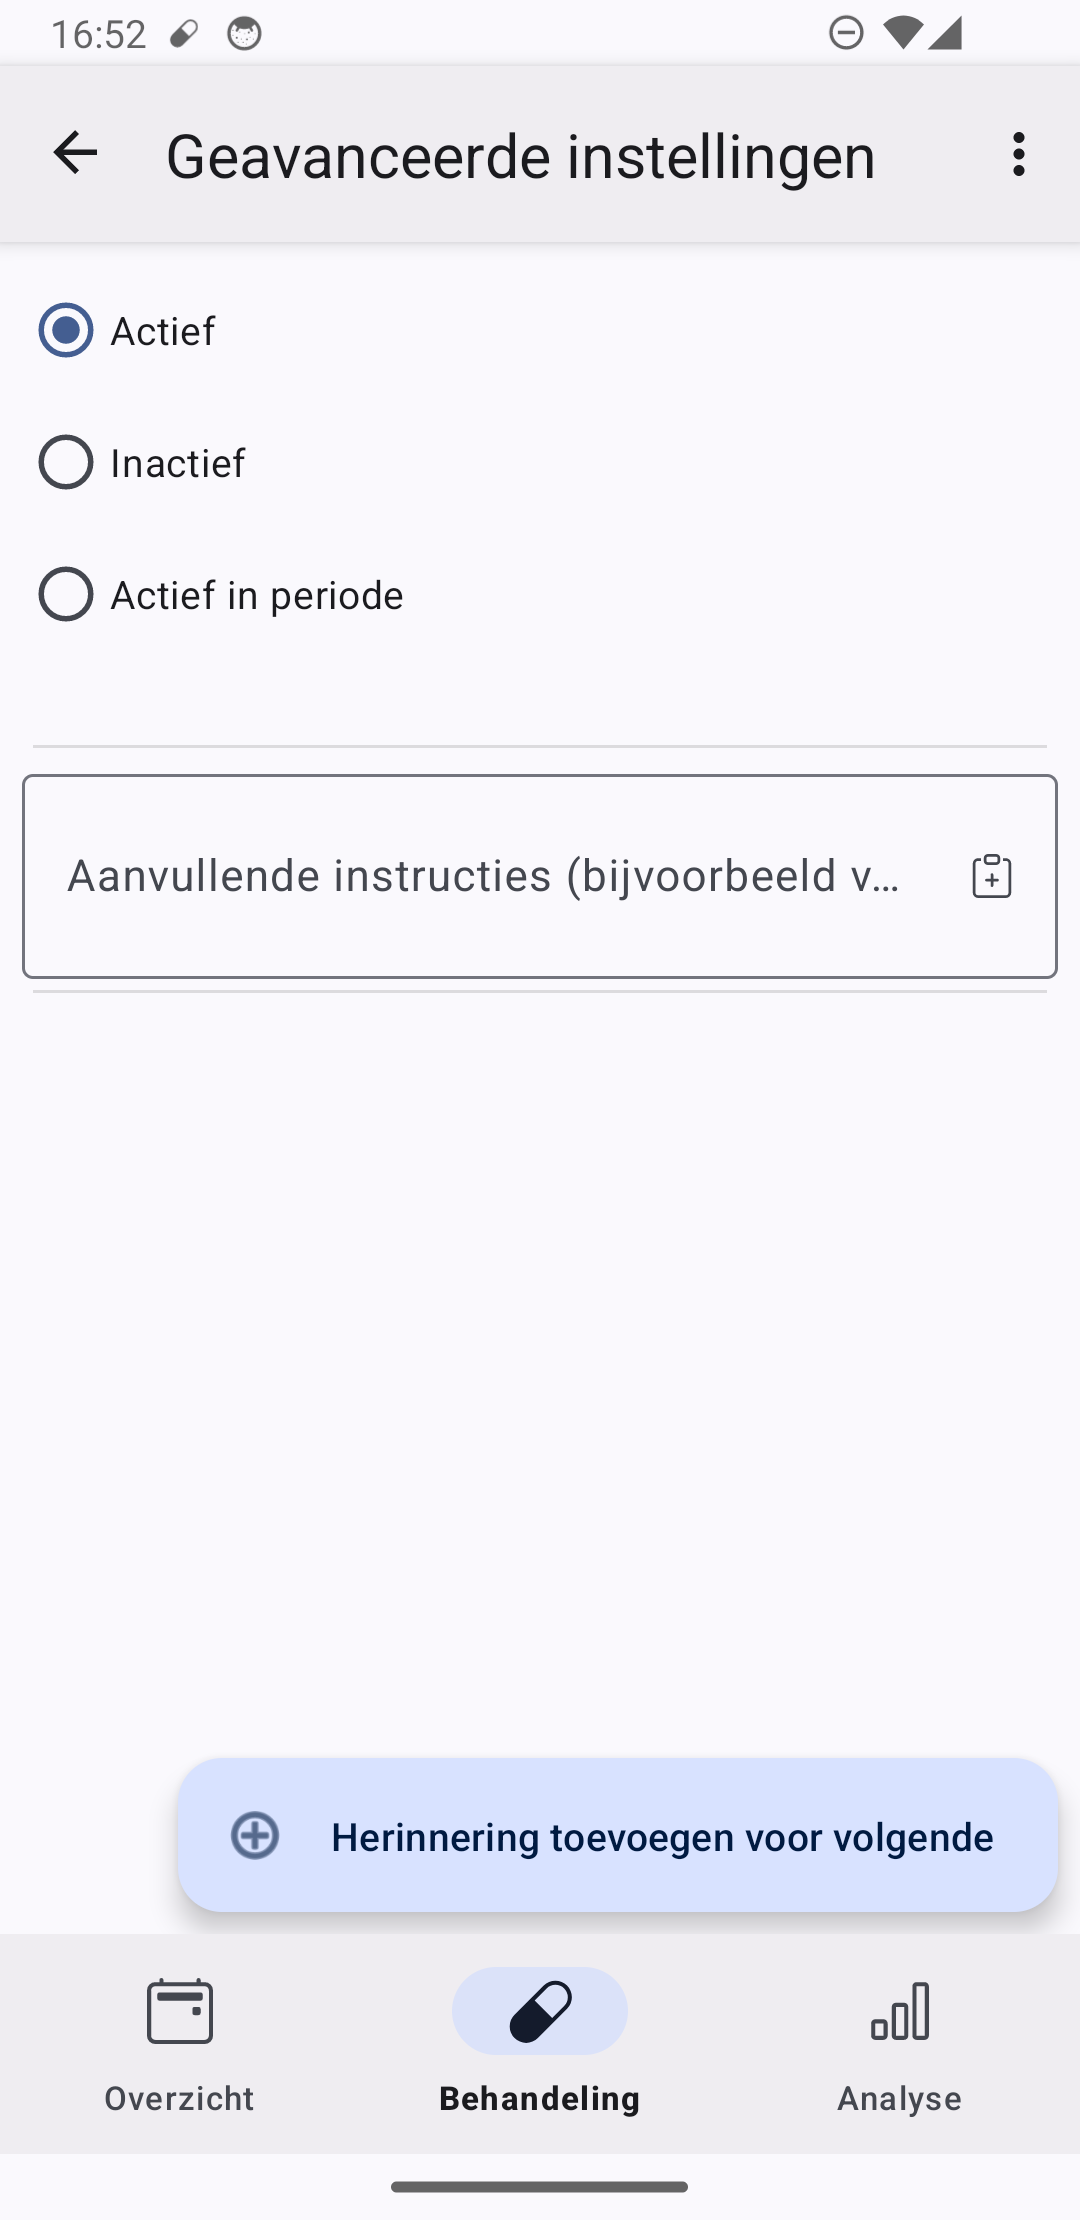 16:52
Geavanceerde instellingen
Actief
Inactief
Actief in periode
Aanvullende instructies (bijvoorbeeld v...
Herinnering toevoegen voor volgende
Overzicht
Behandeling
Analyse